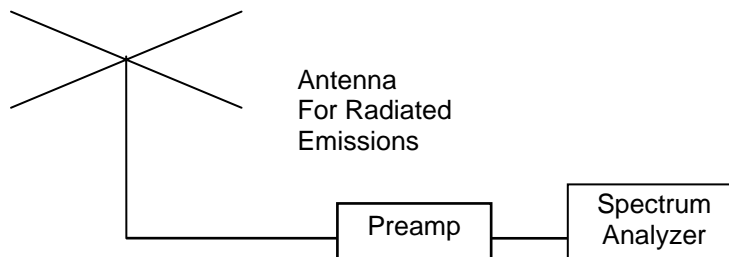 Antenna
For Radiated
Emissions
Preamp
Spectrum
Analyzer